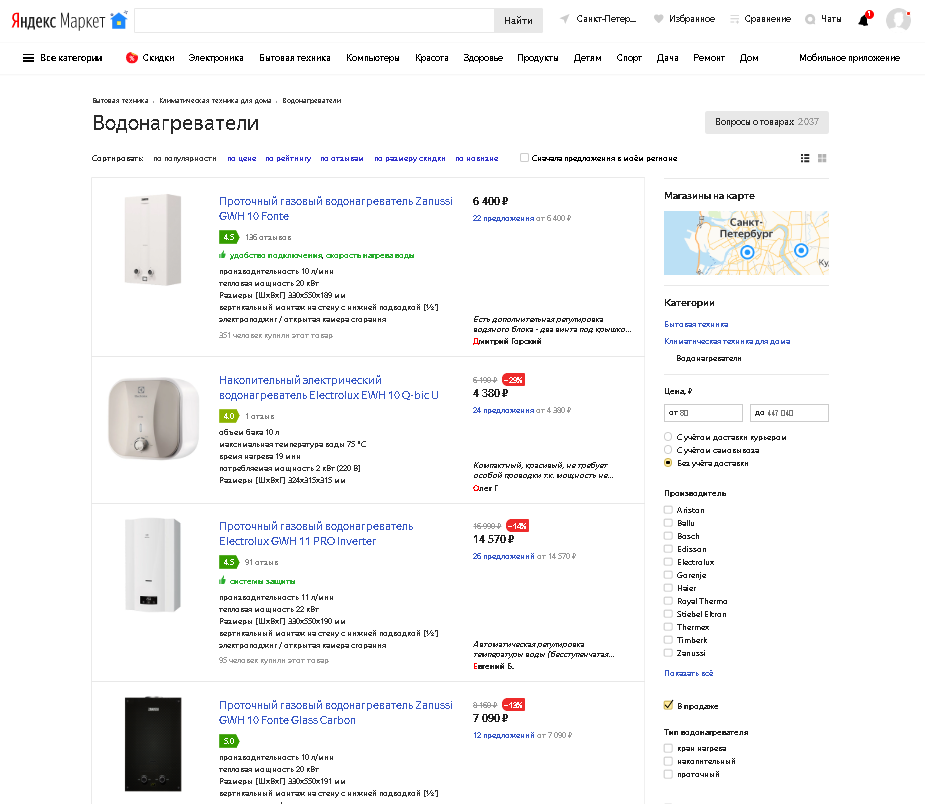 Яндекс Маркет
Найти
Санкт-Петер...
Избранное
Сравнение
Чаты
1
Все категории
%
Скидки
Электроника
Бытовая техника
Компьютеры
Красота
Здоровье
Продукты
Детям
Спорт
Дача
Ремонт
Дом
Мобильное приложение
Бытовая техника
Климатическая техника для дома
Водонагреватели
Водонагреватели
Вопросы о товарах 2037
Сортировать: по популярности по цене по рейтингу по отзывам по размеру скидки по новизне
Сначала предложения в моём регионе
Проточный газовый водонагреватель Zanussi
GWH 10 Fonte
4.5 136 отзывов
удобство подключения, скорость нагрева воды
производительность 10 л/мин
тепловая мощность 20 кВт
Размеры [ШхВхГ] 330x550x189 мм
вертикальный монтаж на стену с нижней подводкой [½"]
электроподжиг / открытая камера сгорания
351 человек купили этот товар
6 400 ₽
22 предложения от 6 400 ₽
Есть дополнительная регулировка
водяного блока - два винта под крышко...
Дмитрий Горский
Накопительный электрический
водонагреватель Electrolux EWH 10 Q-bic U
4.0 1 отзыв
объем бака 10 л
максимальная температура воды 75 °С
время нагрева 19 мин
потребляемая мощность 2 кВт (220 В)
Размеры [ШхВхГ] 324x315x315 мм
6 190 ₽ −29%
4 380 ₽
24 предложения от 4 380 ₽
Компактный, красивый, не требует
особой проводки т.к. мощность не...
Олег Г
Проточный газовый водонагреватель
Electrolux GWH 11 PRO Inverter
4.5 91 отзыв
системы защиты
производительность 11 л/мин
тепловая мощность 22 кВт
Размеры [ШхВхГ] 330x550x190 мм
вертикальный монтаж на стену с нижней подводкой [½"]
электроподжиг / открытая камера сгорания
95 человек купили этот товар
16 990 ₽ −14%
14 570 ₽
26 предложений от 14 570 ₽
Автоматическая регулировка
температуры воды (бесступенчатая...
Евгений Б.
Проточный газовый водонагреватель Zanussi
GWH 10 Fonte Glass Carbon
5.0
производительность 10 л/мин
тепловая мощность 20 кВт
Размеры [ШхВхГ] 330x550x191 мм
вертикальный монтаж на стену с нижней подводкой [½"]
8 169 ₽ −13%
7 090 ₽
12 предложений от 7 090 ₽
Магазины на карте
Санкт-
Петербург
Ку
Категории
Бытовая техника
Климатическая техника для дома
Водонагреватели
Цена, ₽
от 80
до 447 040
С учётом доставки курьером
С учётом самовывоза
Без учёта доставки
Производитель
Ariston
Ballu
Bosch
Edisson
Electrolux
Gorenje
Haier
Royal Thermo
Stiebel Eltron
Thermex
Timberk
Zanussi
Показать всё
В продаже
Тип водонагревателя
кран нагрева
накопительный
проточный